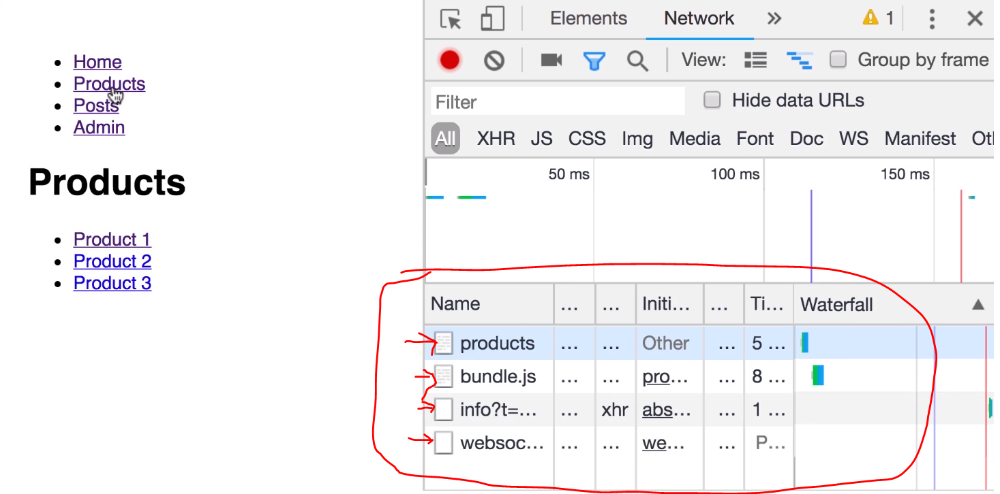 Home
Products
Posts
Admin
Products
Product 1
Product 2
Product 3
Elements Network » 1
View: Group by frame
Filter Hide data URLs
All XHR JS CSS Img Media Font Doc WS Manifest Otl
50 ms 100 ms 150 ms
Name ... ... Initi... ... Ti... Waterfall
products ... ... Other ... 5 ...
bundle.js ... ... pro... ... 8 ...
info?t=... ... xhr abs... ... 1 ...
websoc... ... ... we... ... P...